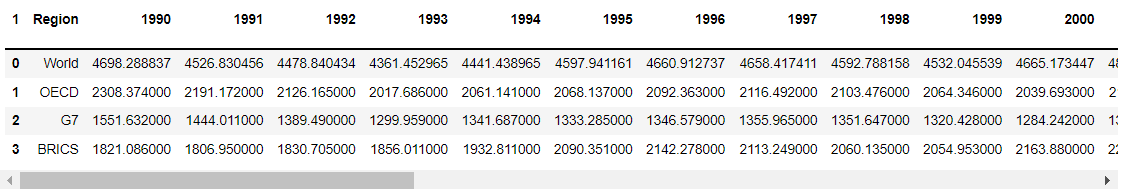 1 Region 1990 1991 1992 1993 1994 1995 1996 1997 1998 1999 2000
0 World 4698.288837 4526.830456 4478.840434 4361.452965 4441.438965 4597.941161 4660.912737 4658.417411 4592.788158 4532.045539 4665.173447 48
1 OECD 2308.374000 2191.172000 2126.165000 2017.686000 2061.141000 2068.137000 2092.363000 2116.492000 2103.476000 2064.346000 2039.693000 2
2 G7 1551.632000 1444.011000 1389.490000 1299.959000 1341.687000 1333.285000 1346.579000 1355.965000 1351.647000 1320.428000 1284.242000 13
3 BRICS 1821.086000 1806.950000 1830.705000 1856.011000 1932.811000 2090.351000 2142.278000 2113.249000 2060.135000 2054.953000 2163.880000 22